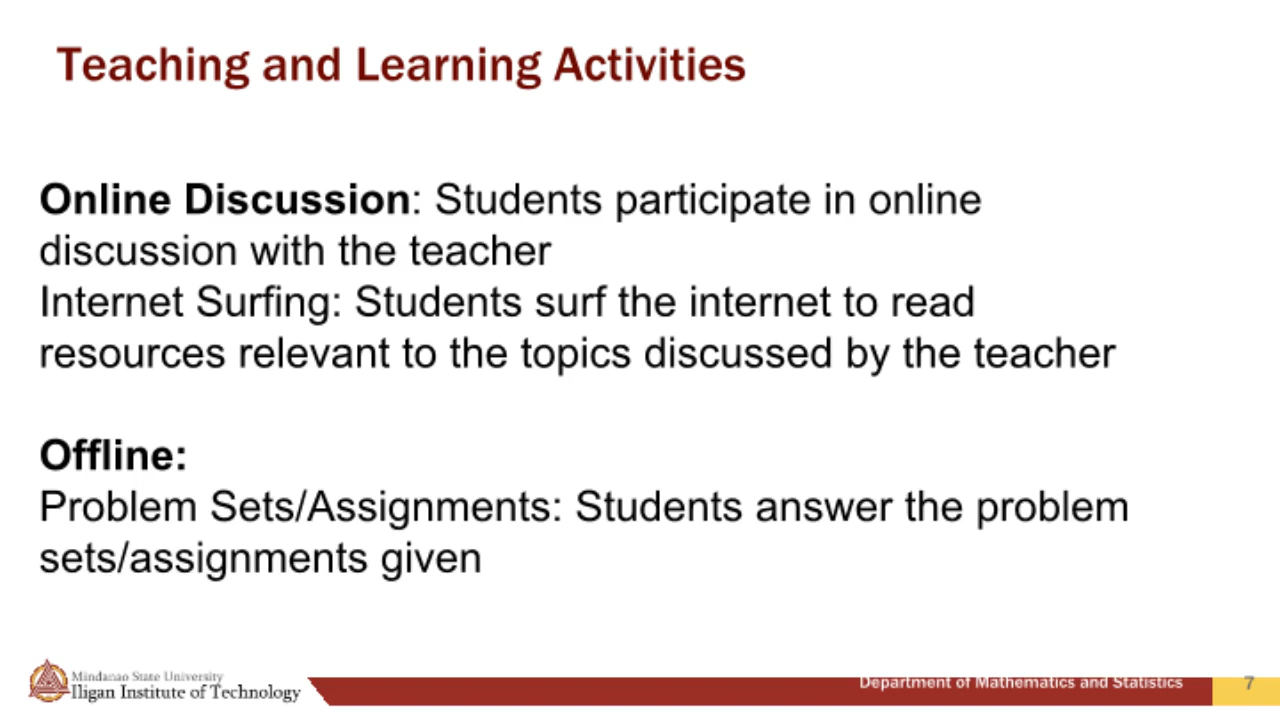 Teaching and Learning Activities
Online Discussion: Students participate in online
discussion with the teacher
Internet Surfing: Students surf the internet to read
resources relevant to the topics discussed by the teacher
Offline:
Problem Sets/Assignments: Students answer the problem
sets/assignments given
Mindanao State University
Iligan Institute of Technology
Department of Mathematics and Statistics
7